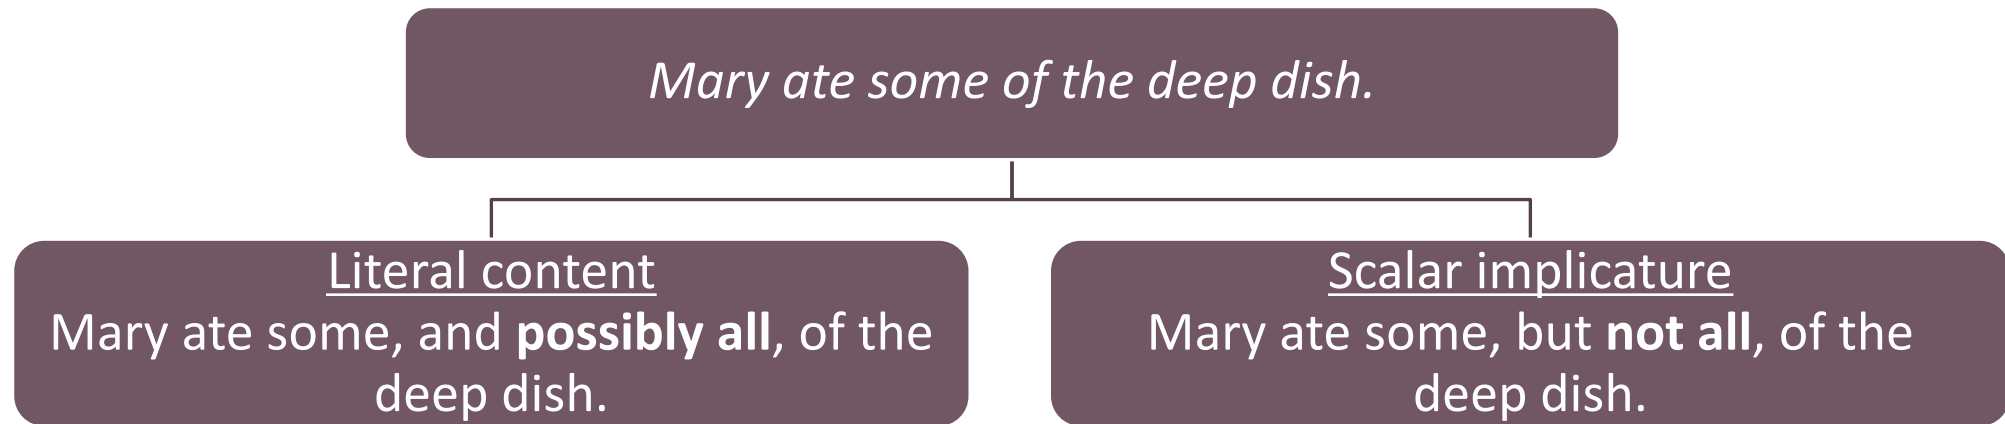 Mary ate some of the deep dish.
Literal content
Mary ate some, and possibly all, of the
deep dish.
Scalar implicature
Mary ate some, but not all, of the
deep dish.